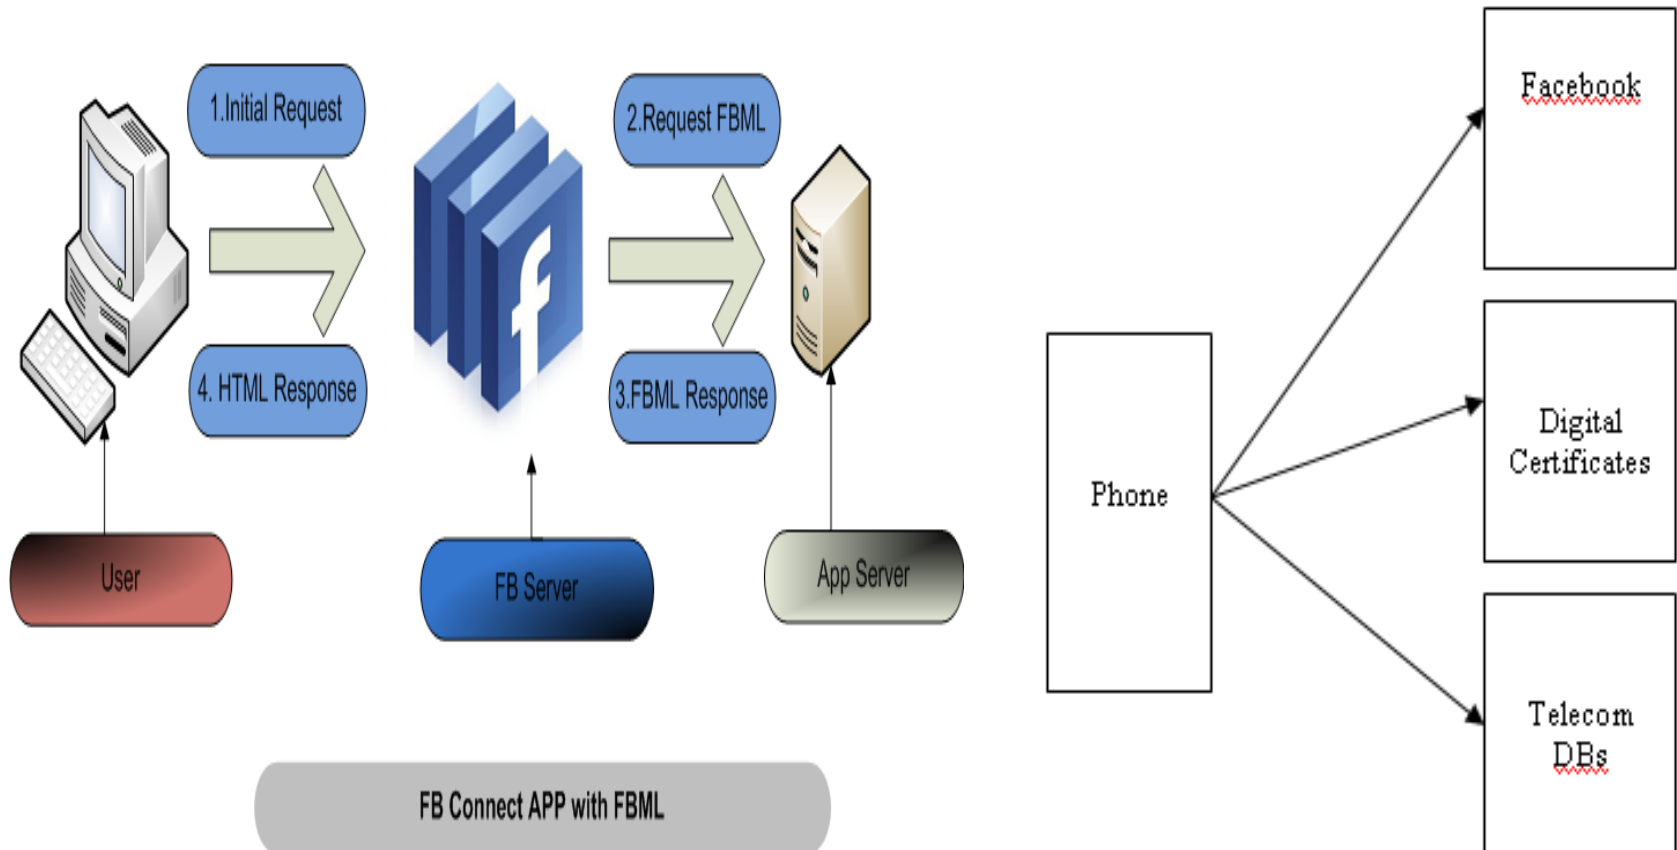 1.Initial Request
2.Request FBML
4. HTML Response
3.FBML Response
User
FB Server
App Server
FB Connect APP with FBML
Phone
Facebook
Digital
Certificates
Telecom
DBs